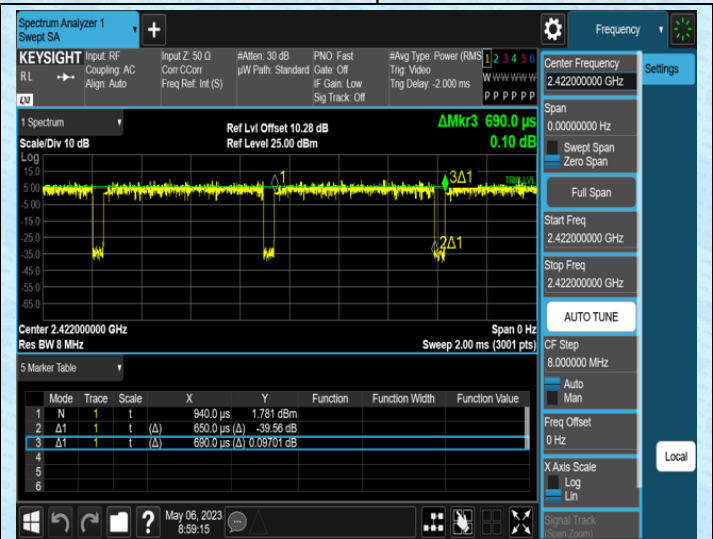 Spectrum Analyzer 1
Swept SA
+
Frequency
KEYSIGHT
RL
LXI
Input: RF
Coupling: AC
Align: Auto
Input Z: 50 Ω
Corr CCorr
Freq Ref: Int (S)
#Atten: 30 dB
µW Path: Standard
PNO: Fast
Gate: Off
IF Gain: Low
Sig Track: Off
#Avg Type: Power (RMS
Trig: Video
Trig Delay: -2.000 ms
1 2 3 4 5 6
W W W W W W
P P P P P P
Center Frequency
2.422000000 GHz
Settings
1 Spectrum
Scale/Div 10 dB
Ref Lvl Offset 10.28 dB
Ref Level 25.00 dBm
ΔMkr3 690.0 µs
0.10 dB
Log
15.0
5.00
-5.00
-15.0
-25.0
-35.0
-45.0
-55.0
-65.0
1
3Δ1
TRIG LVL
2Δ1
Center 2.422000000 GHz
Res BW 8 MHz
Span 0 Hz
Sweep 2.00 ms (3001 pts)
Span
0.00000000 Hz
Swept Span
Zero Span
Full Span
Start Freq
2.422000000 GHz
Stop Freq
2.422000000 GHz
AUTO TUNE
CF Step
8.000000 MHz
Auto
Man
Freq Offset
0 Hz
X Axis Scale
Log
Lin
Signal Track
(Span Zoom)
Local
5 Marker Table
Mode Trace Scale X Y Function Function Width Function Value
1 N 1 t 940.0 µs 1.781 dBm
2 Δ1 1 t (Δ) 650.0 µs (Δ) -39.56 dB
3 Δ1 1 t (Δ) 690.0 µs (Δ) 0.09701 dB
4
5
6
?
May 06, 2023
8:59:15